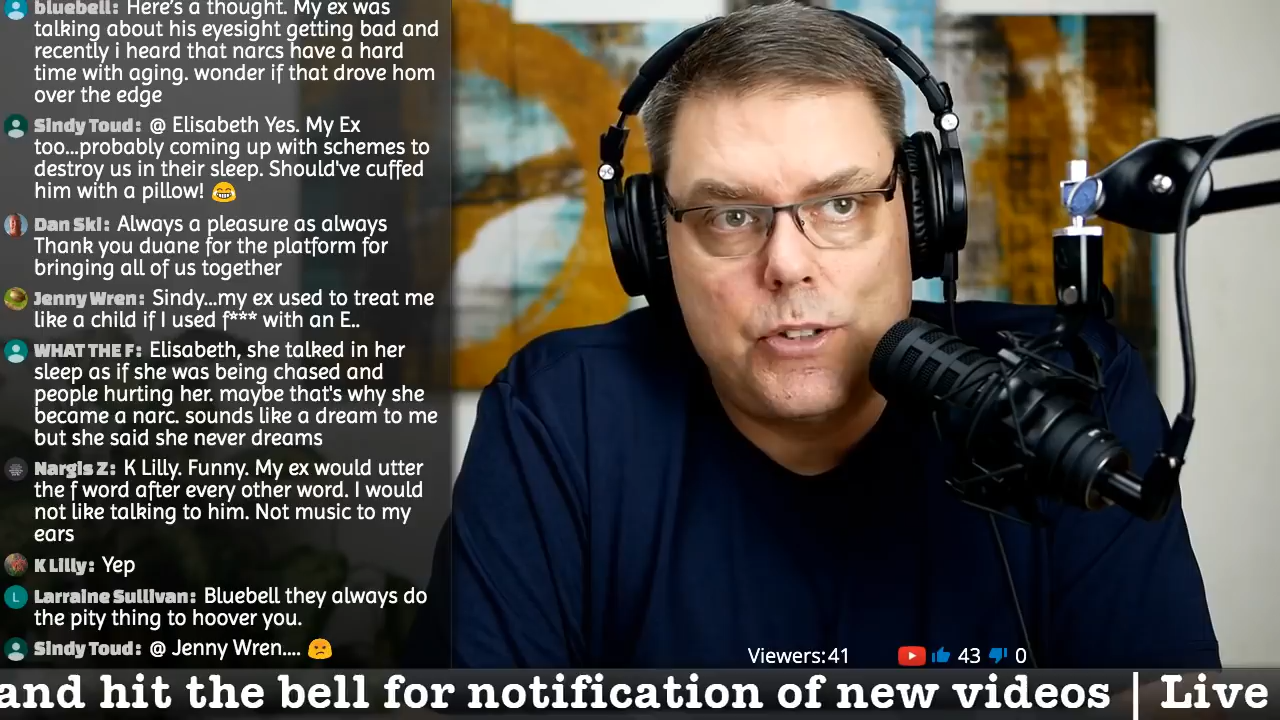 bluebell: Here's a thought. My ex was
talking about his eyesight getting bad and
recently i heard that narcs have a hard
time with aging. wonder if that drove hom
over the edge
Sindy Toud: @ Elisabeth Yes. My Ex
too...probably coming up with schemes to
destroy us in their sleep. Should've cuffed
him with a pillow! 😂
Dan Ski: Always a pleasure as always
Thank you duane for the platform for
bringing all of us together
Jenny Wren: Sindy...my ex used to treat me
like a child if I used f*** with an E..
WHAT THE F: Elisabeth, she talked in her
sleep as if she was being chased and
people hurting her. maybe that's why she
became a narc. sounds like a dream to me
but she said she never dreams
Nargis Z: K Lilly. Funny. My ex would utter
the f word after every other word. I would
not like talking to him. Not music to my
ears
K Lilly: Yep
L Larraine Sullivan: Bluebell they always do
the pity thing to hoover you.
Sindy Toud: @ Jenny Wren.... 😕
Viewers:41 43 0
and hit the bell for notification of new videos | Live